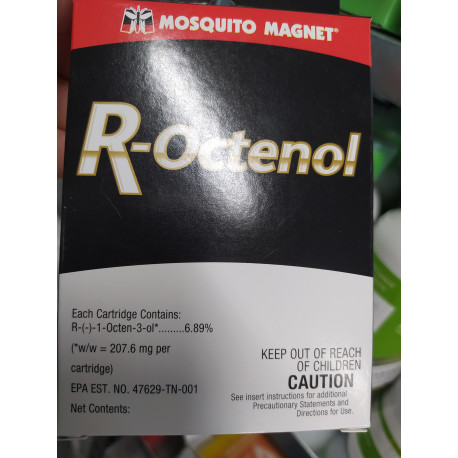 MOSQUITO MAGNET®
R-Octenol
Each Cartridge Contains:
R-(-)-1-Octen-3-ol*.........6.89%
(*w/w = 207.6 mg per
cartridge)
EPA EST. NO. 47629-TN-001
Net Contents:
KEEP OUT OF REACH
OF CHILDREN
CAUTION
See insert instructions for additional
Precautionary Statements and
Directions for Use.